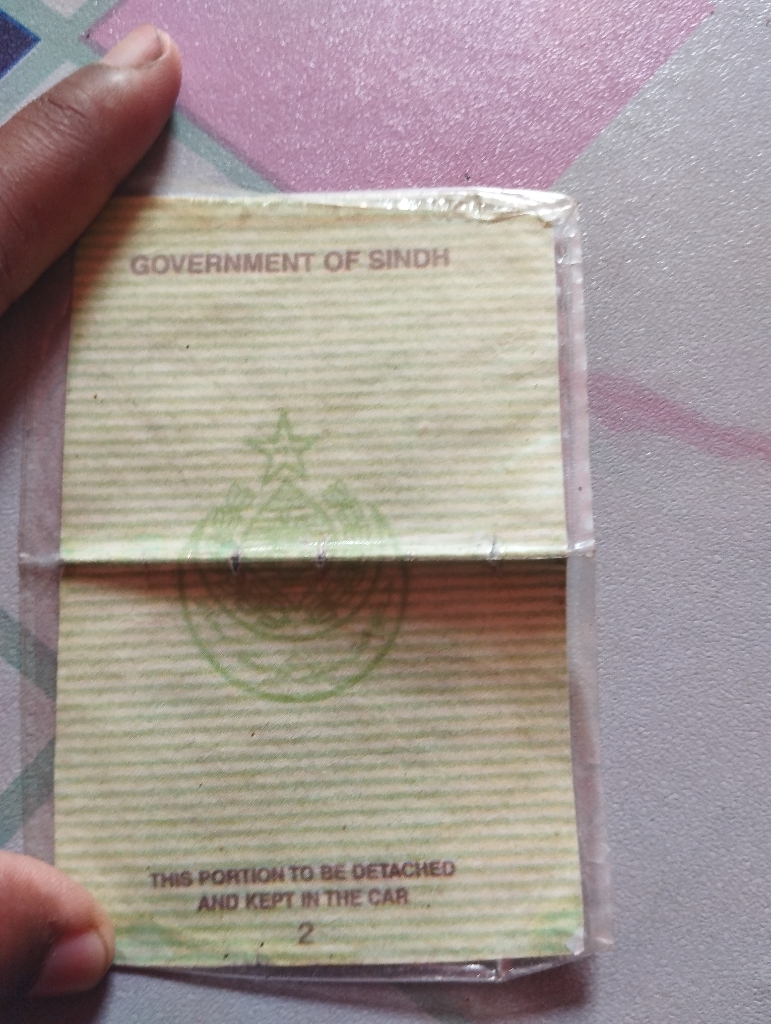 GOVERNMENT OF SINDH
THIS PORTION TO BE DETACHED
AND KEPT IN THE CAR
2